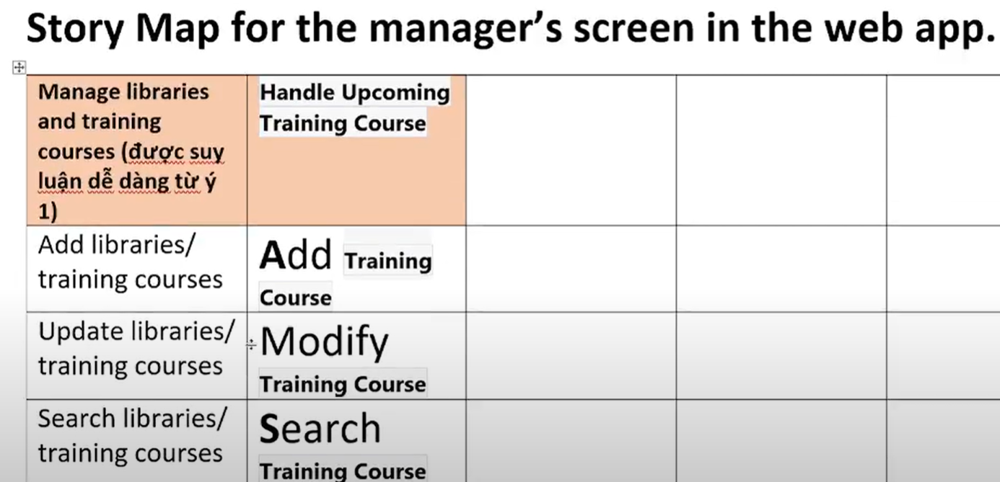 Story Map for the manager’s screen in the web app.
Manage libraries
and training
courses (được suy
luận dễ dàng từ ý
1)
Handle Upcoming
Training Course
Add libraries/
training courses
Add Training
Course
Update libraries/
training courses
Modify
Training Course
Search libraries/
training courses
Search
Training Course